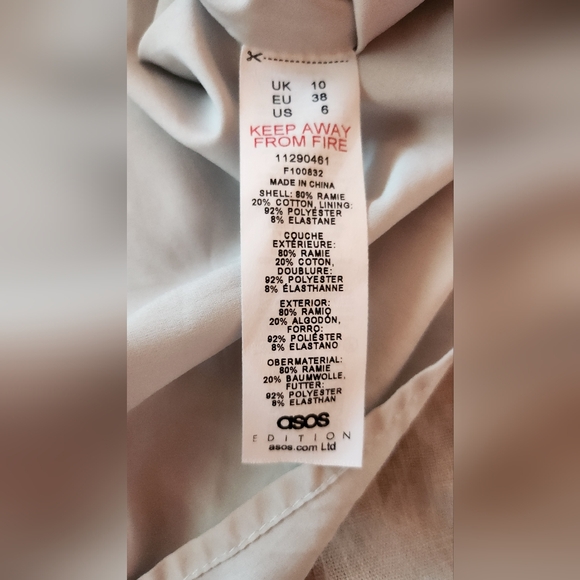 UK 10
EU 38
US 6
KEEP AWAY
FROM FIRE
11290461
F100832
MADE IN CHINA
SHELL: 80% RAMIE
20% COTTON, LINING:
92% POLYESTER
8% ELASTANE
COUCHE
EXTÉRIEURE:
80% RAMIE
20% COTON,
DOUBLURE:
92% POLYESTER
8% ÉLASTHANNE
EXTERIOR:
80% RAMIO
20% ALGODÓN,
FORRO:
92% POLIÉSTER
8% ELASTANO
OBERMATERIAL:
80% RAMIE
20% BAUMWOLLE,
FUTTER:
92% POLYESTER
8% ELASTHAN
asos
EDITION
asos.com Ltd